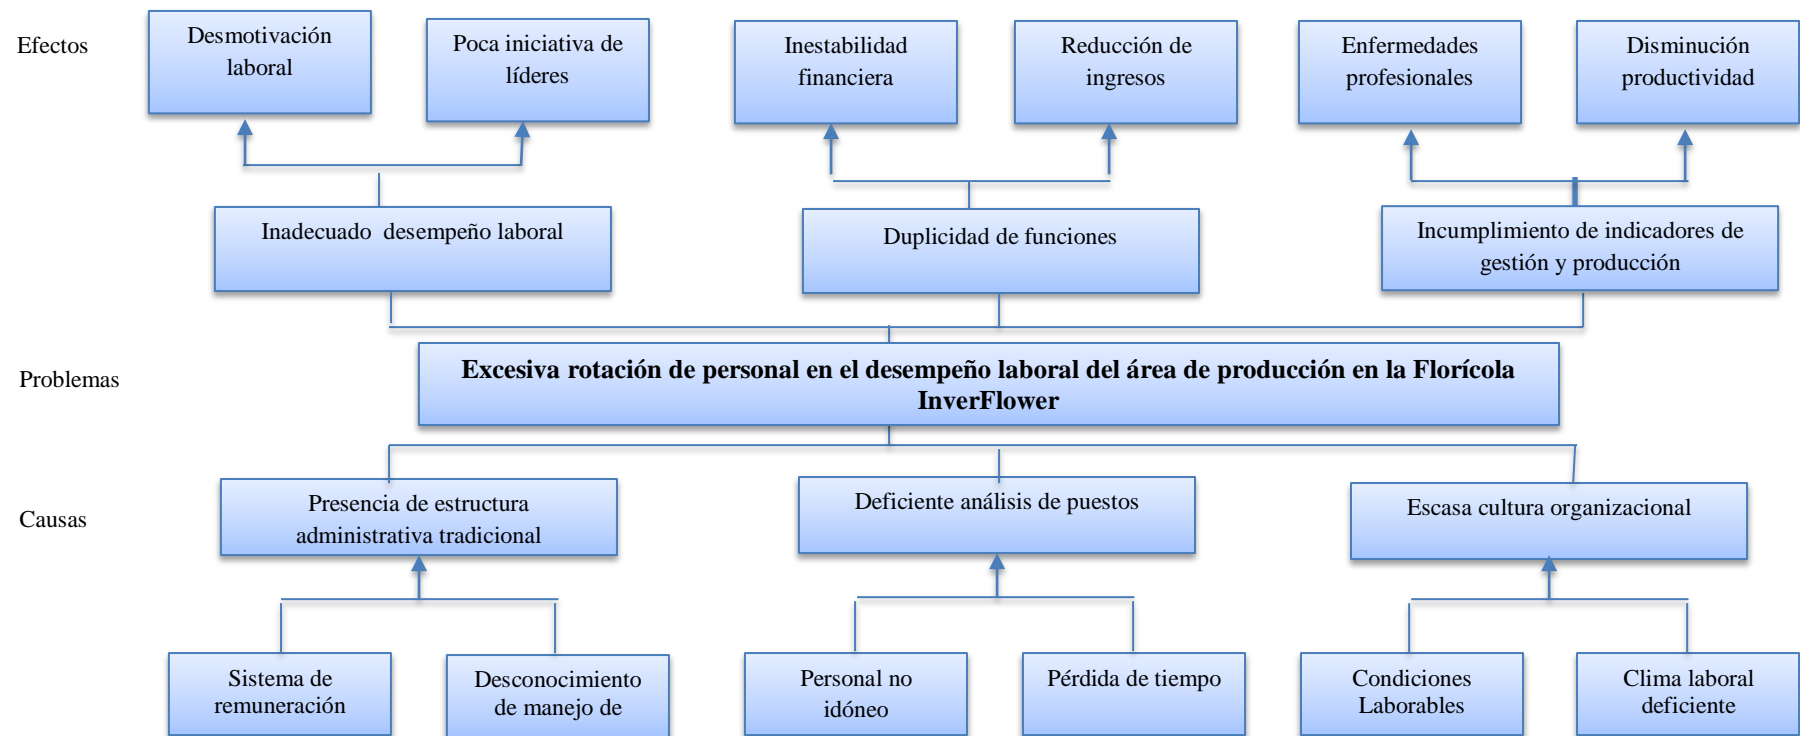 Efectos
Desmotivación
laboral
Poca iniciativa de
líderes
Inestabilidad
financiera
Reducción de
ingresos
Enfermedades
profesionales
Disminución
productividad
Inadecuado desempeño laboral
Duplicidad de funciones
Incumplimiento de indicadores de
gestión y producción
Problemas
Excesiva rotación de personal en el desempeño laboral del área de producción en la Florícola
InverFlower
Causas
Presencia de estructura
administrativa tradicional
Deficiente análisis de puestos
Escasa cultura organizacional
Sistema de
remuneración
Desconocimiento
de manejo de
Personal no
idóneo
Pérdida de tiempo
Condiciones
Laborables
Clima laboral
deficiente